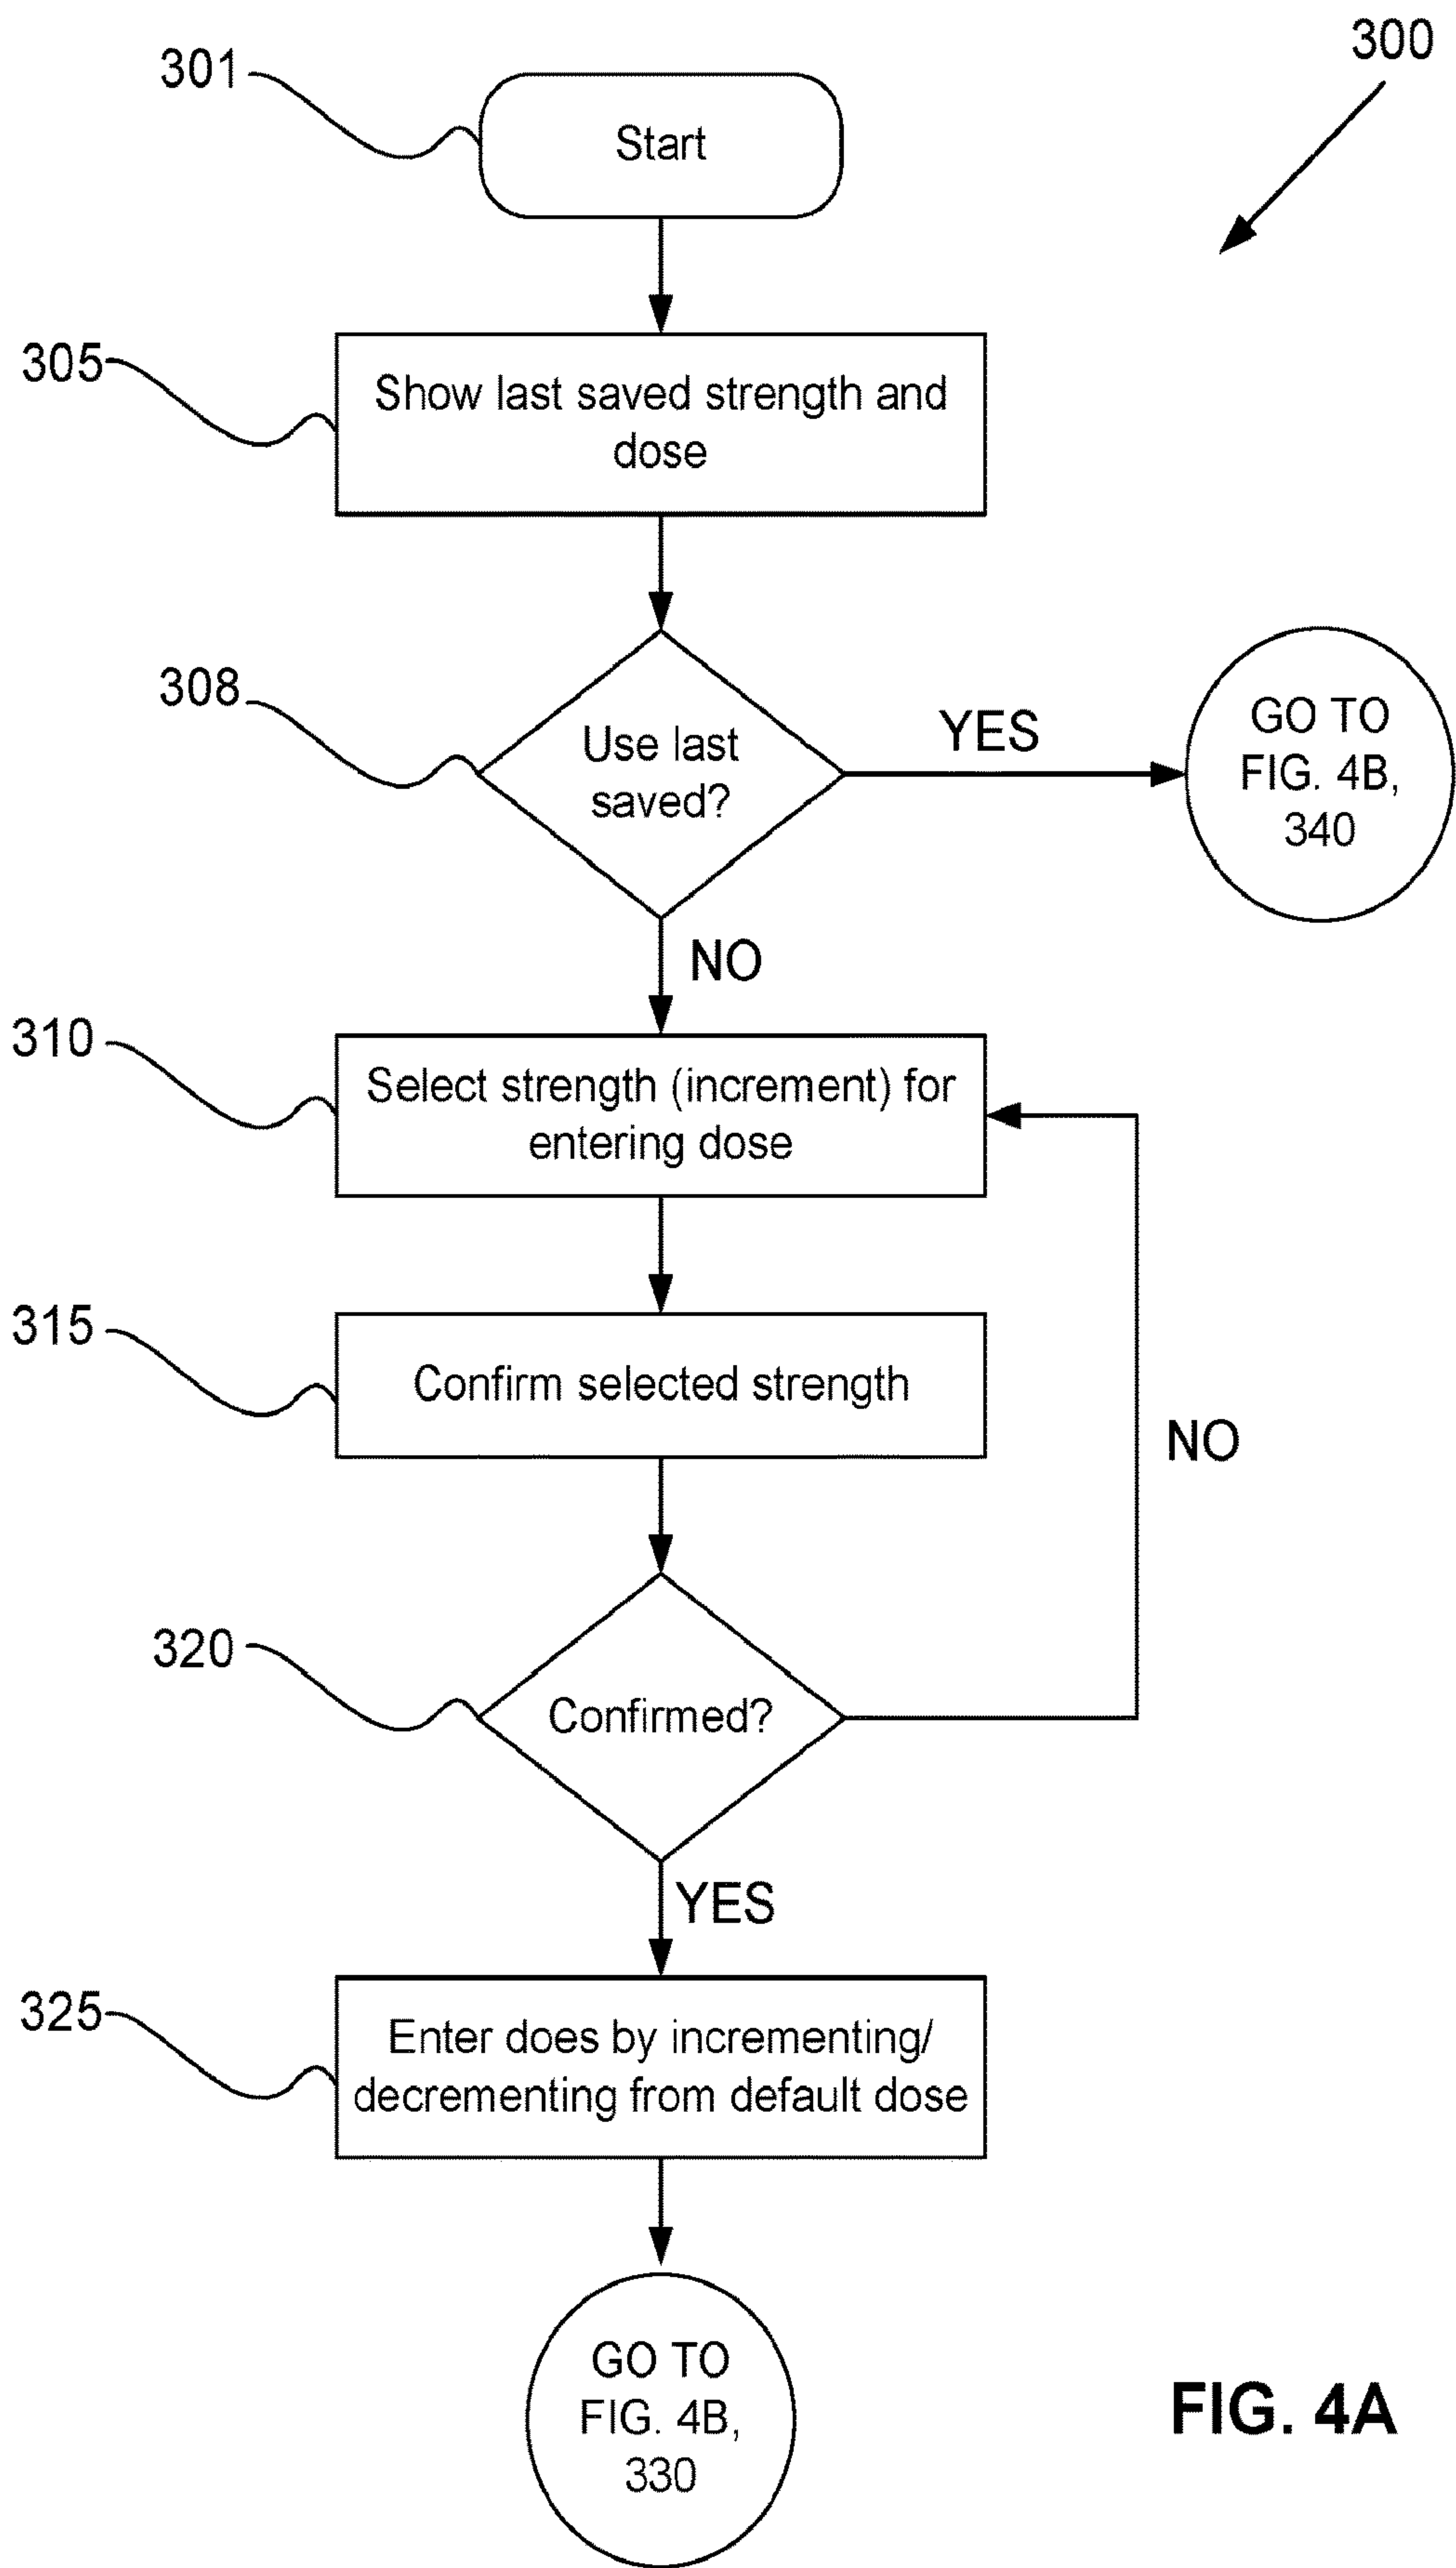 300
301
Start
305
Show last saved strength and
dose
308
Use last
saved?
YES
GO TO
FIG. 4B,
340
NO
310
Select strength (increment) for
entering dose
315
Confirm selected strength
NO
320
Confirmed?
YES
325
Enter does by incrementing/
decrementing from default dose
GO TO
FIG. 4B,
330
FIG. 4A